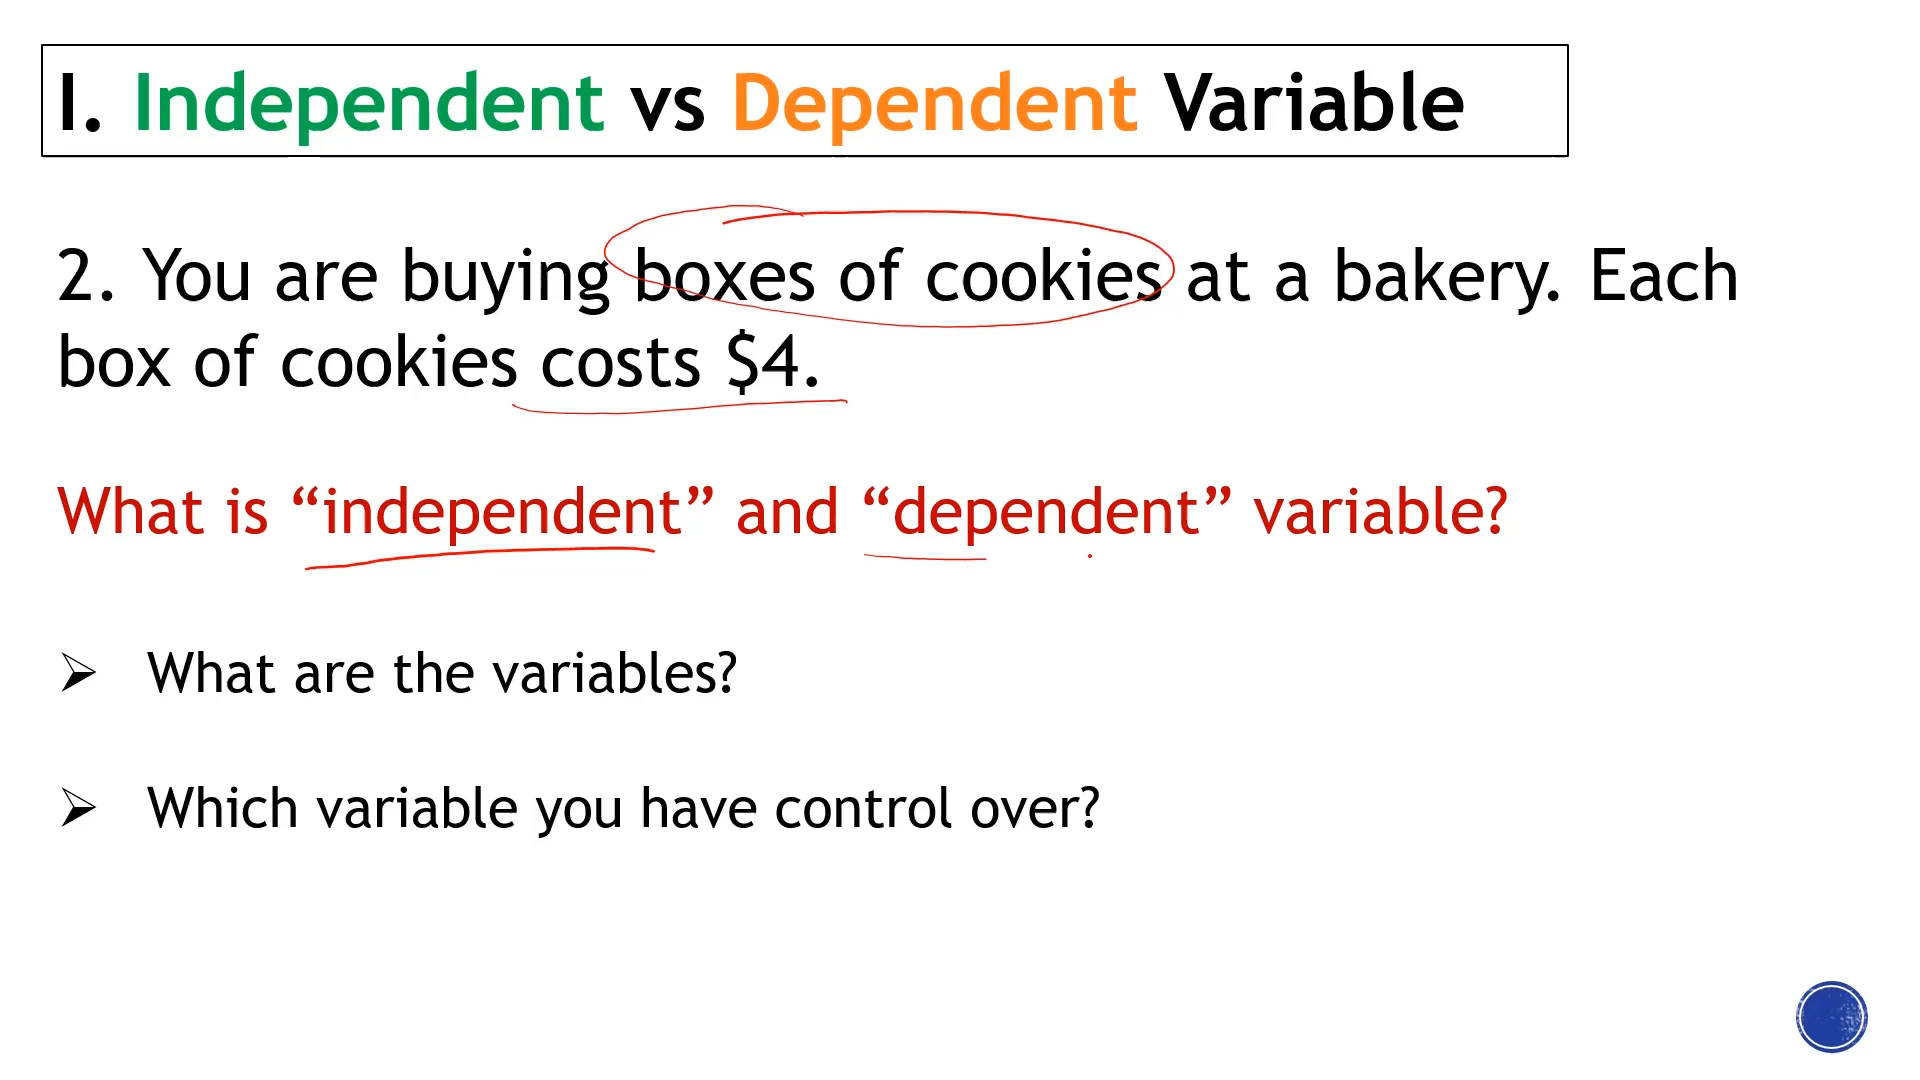 I. Independent vs Dependent Variable
2. You are buying boxes of cookies at a bakery. Each
box of cookies costs $4.
What is “independent” and “dependent” variable?
➢ What are the variables?
➢ Which variable you have control over?